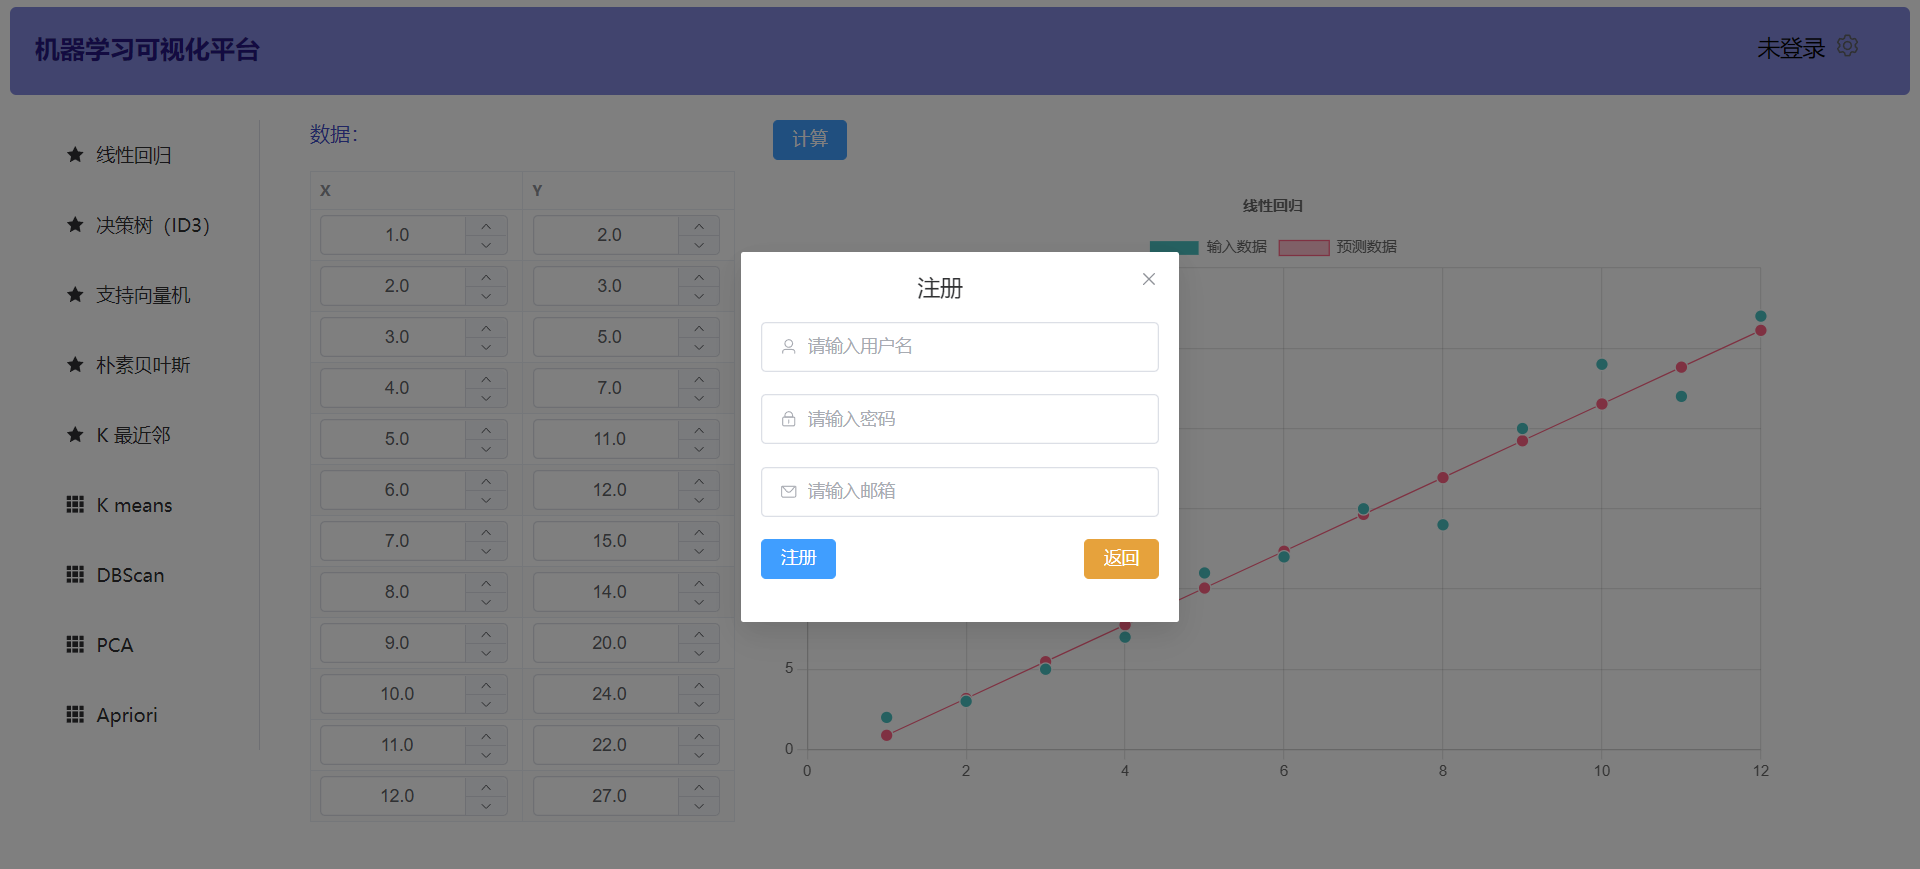 机器学习可视化平台
未登录
线性回归
决策树（ID3）
支持向量机
朴素贝叶斯
K 最近邻
K means
DBScan
PCA
Apriori
数据：
X Y
1.0 2.0
2.0 3.0
3.0 5.0
4.0 7.0
5.0 11.0
6.0 12.0
7.0 15.0
8.0 14.0
9.0 20.0
10.0 24.0
11.0 22.0
12.0 27.0
计算
线性回归
输入数据 预测数据
5
0
0 2 4 6 8 10 12
注册
请输入用户名
请输入密码
请输入邮箱
注册 返回